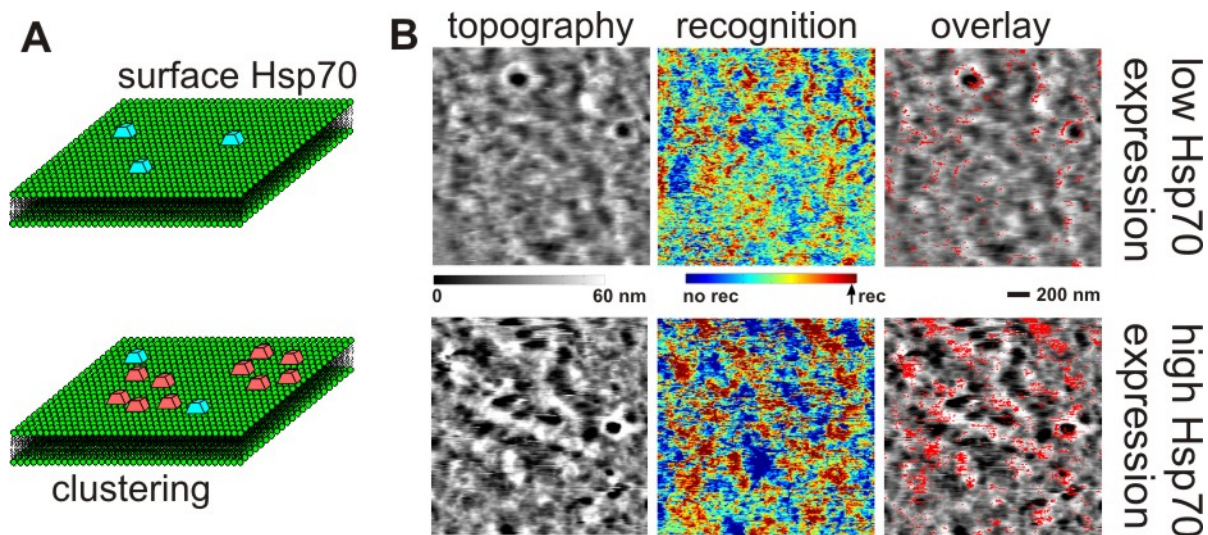 A
surface Hsp70
clustering
B
topography recognition overlay
low Hsp70
expression
0 60 nm no rec rec 200 nm
high Hsp70
expression